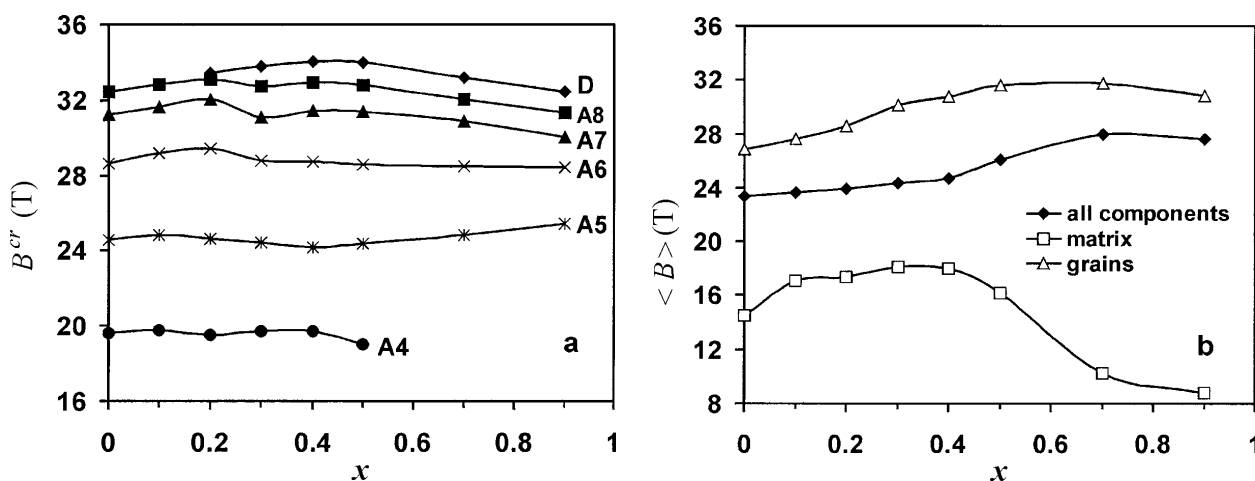 36
32
28
24
20
16
B^{cr} (T)
D
A8
A7
A6
A5
A4
a
0 0.2 0.4 0.6 0.8 1
x
36
32
28
24
20
16
12
8
< B > (T)
all components
matrix
grains
b
0 0.2 0.4 0.6 0.8 1
x